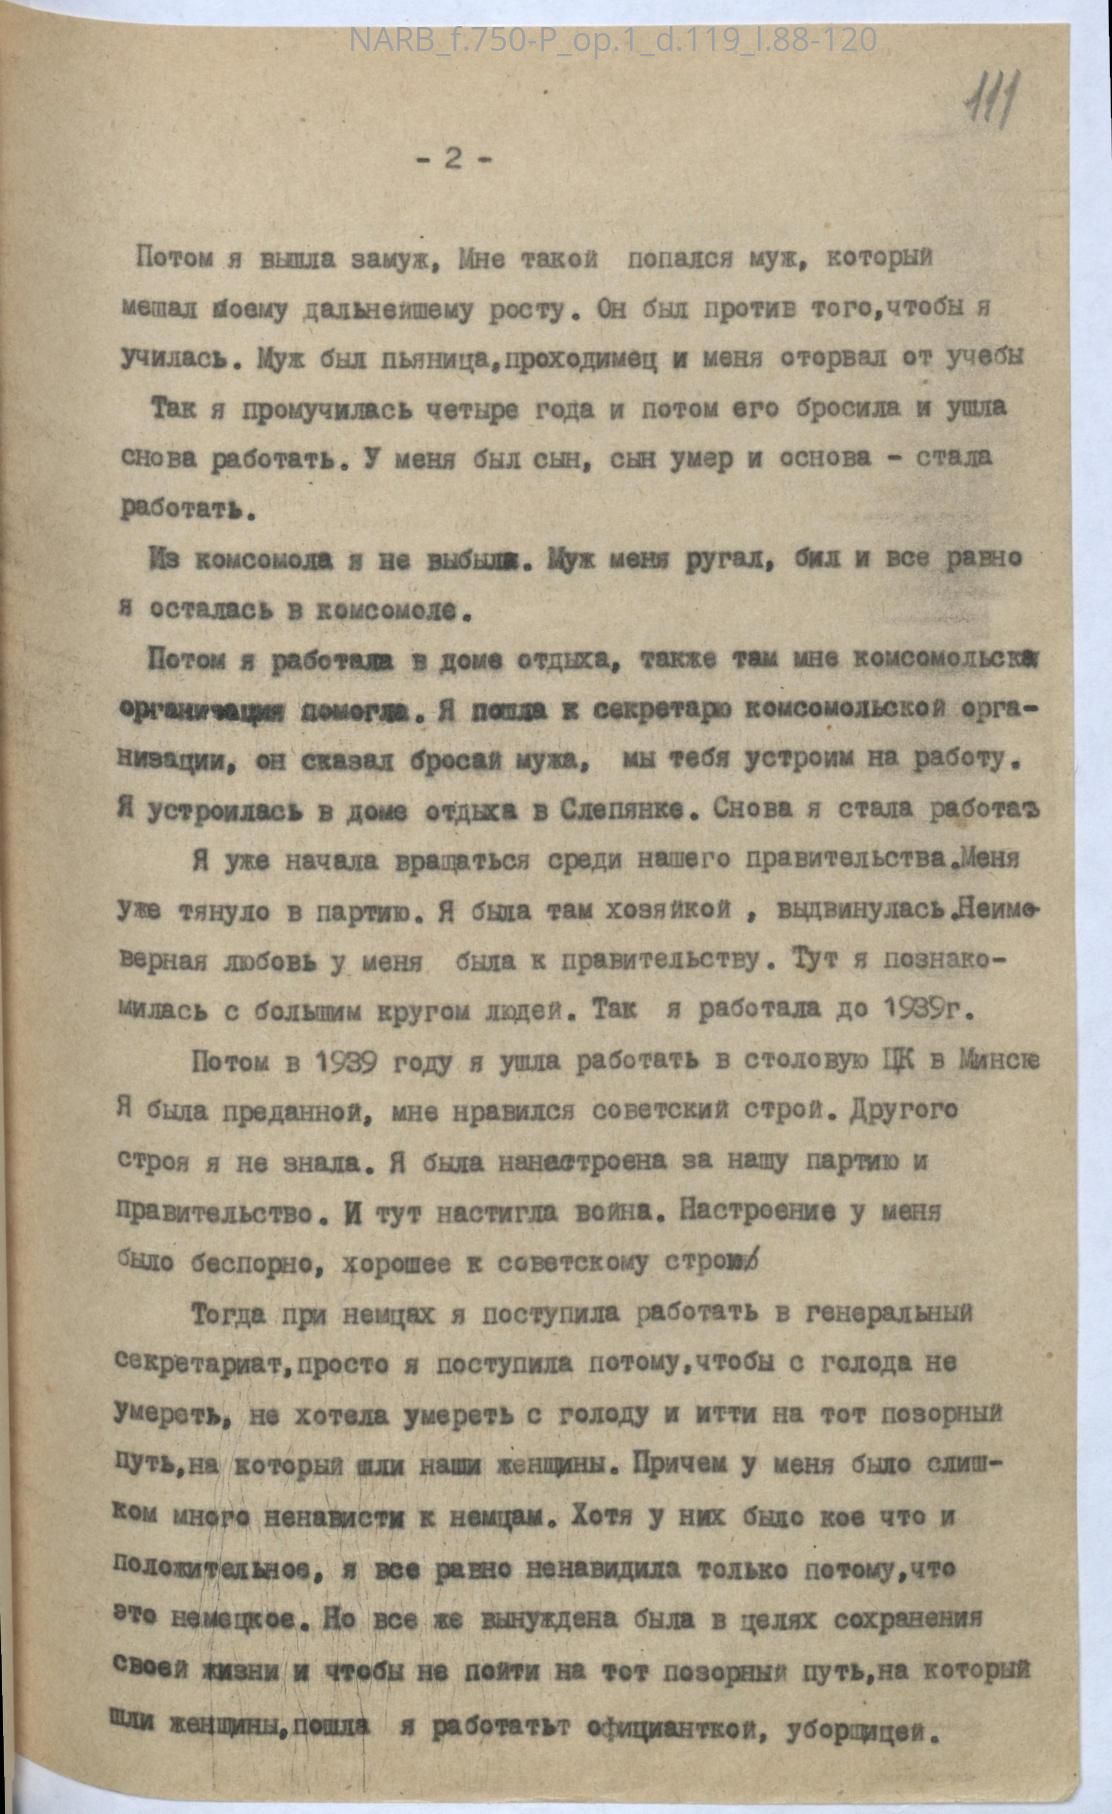 NARB_f.750-P_op.1_d.119_l.88-120
111
- 2 -
Потом я вышла замуж, Мне такой попался муж, который
мешал моему дальнейшему росту. Он был против того,чтобы я
училась. Муж был пьяница,проходимец и меня оторвал от учебы
Так я промучилась четыре года и потом его бросила и ушла
снова работать. У меня был сын, сын умер и основа - стала
работать.
Из комсомола я не выбыла. Муж меня ругал, бил и все равно
я осталась в комсомоле.
Потом я работала в доме отдыха, также там мне комсомольская
организация помогла. Я пошла к секретарю комсомольской орга-
низации, он сказал бросай мужа, мы тебя устроим на работу.
Я устроилась в доме отдыха в Слепянке. Снова я стала работать
Я уже начала вращаться среди нашего правительства.Меня
уже тянуло в партию. Я была там хозяйкой , выдвинулась.Неимо-
верная любовь у меня была к правительству. Тут я познако-
милась с большим кругом людей. Так я работала до 1939г.
Потом в 1939 году я ушла работать в столовую ЦК в Минске
Я была преданной, мне нравился советский строй. Другого
строя я не знала. Я была нанастроена за нашу партию и
правительство. И тут настигла война. Настроение у меня
было беспорно, хорошее к советскому строю
Тогда при немцах я поступила работать в генеральный
секретариат,просто я поступила потому,чтобы с голода не
умереть, не хотела умереть с голоду и итти на тот позорный
путь,на который шли наши женщины. Причем у меня было слиш-
ком много ненависти к немцам. Хотя у них было кое что и
положительное, я все равно ненавидила только потому,что
это немецкое. Но все же вынуждена была в целях сохранения
своей жизни и чтобы не пойти на тот позорный путь,на который
шли женщины,пошла я работатьт официанткой, уборщицей.